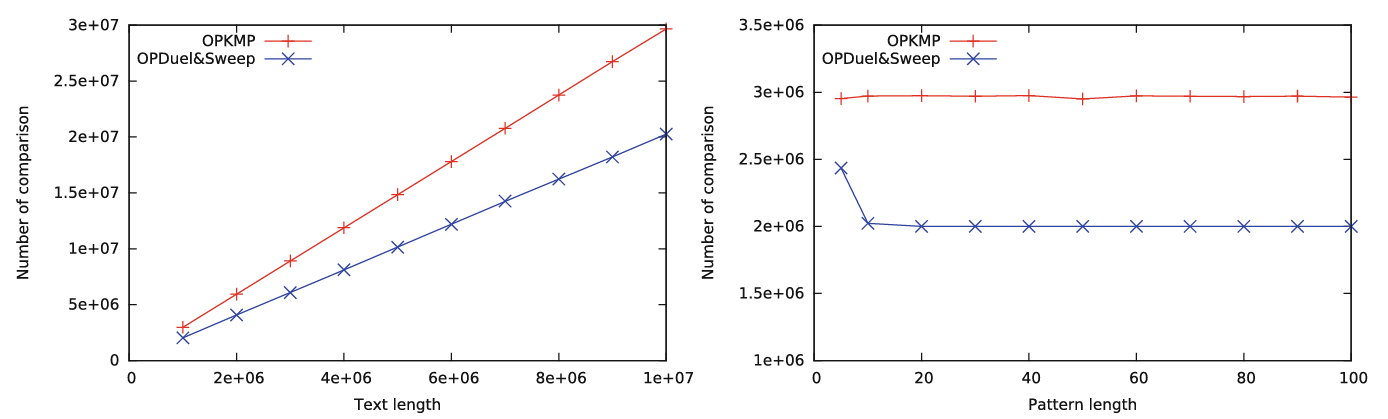 3e+07
2.5e+07
2e+07
1.5e+07
1e+07
5e+06
0
0 2e+06 4e+06 6e+06 8e+06 1e+07
Number of comparison
Text length
OPKMP
OPDuel&Sweep
3.5e+06
3e+06
2.5e+06
2e+06
1.5e+06
1e+06
0 20 40 60 80 100
Number of comparison
Pattern length
OPKMP
OPDuel&Sweep